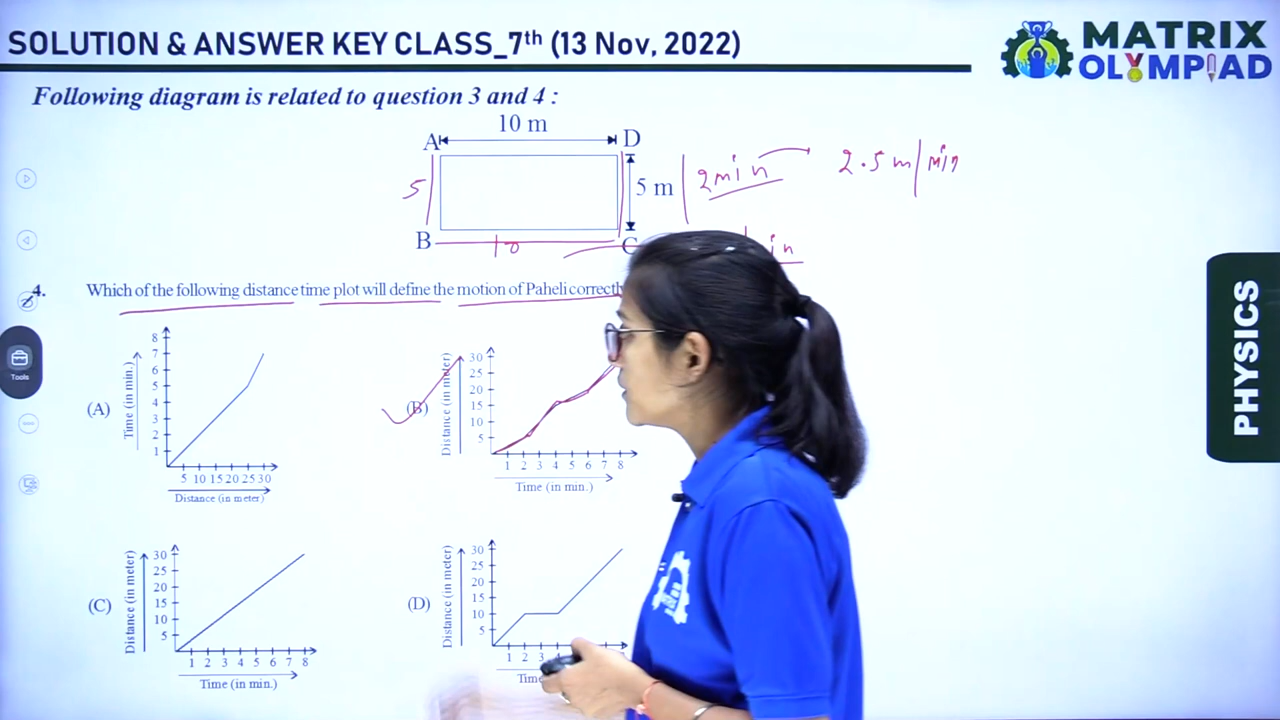 SOLUTION & ANSWER KEY CLASS_7th (13 Nov, 2022)
MATRIX
OLYMPIAD
Following diagram is related to question 3 and 4 :
10 m
A
D
5
5 m
2min
2.5 m/min
B
10
C
in
4.
Which of the following distance time plot will define the motion of Paheli
(A)
Time (in min.)
8
7
6
5
4
3
2
1
5 10 15 20 25 30
Distance (in meter)
(B)
Distance (in meter)
30
25
20
15
10
5
1 2 3 4 5 6 7 8
Time (in min.)
(C)
Distance (in meter)
30
25
20
15
10
5
1 2 3 4 5 6 7 8
Time (in min.)
(D)
Distance (in meter)
30
25
20
15
10
5
1 2 3
Time
Tools
PHYSICS